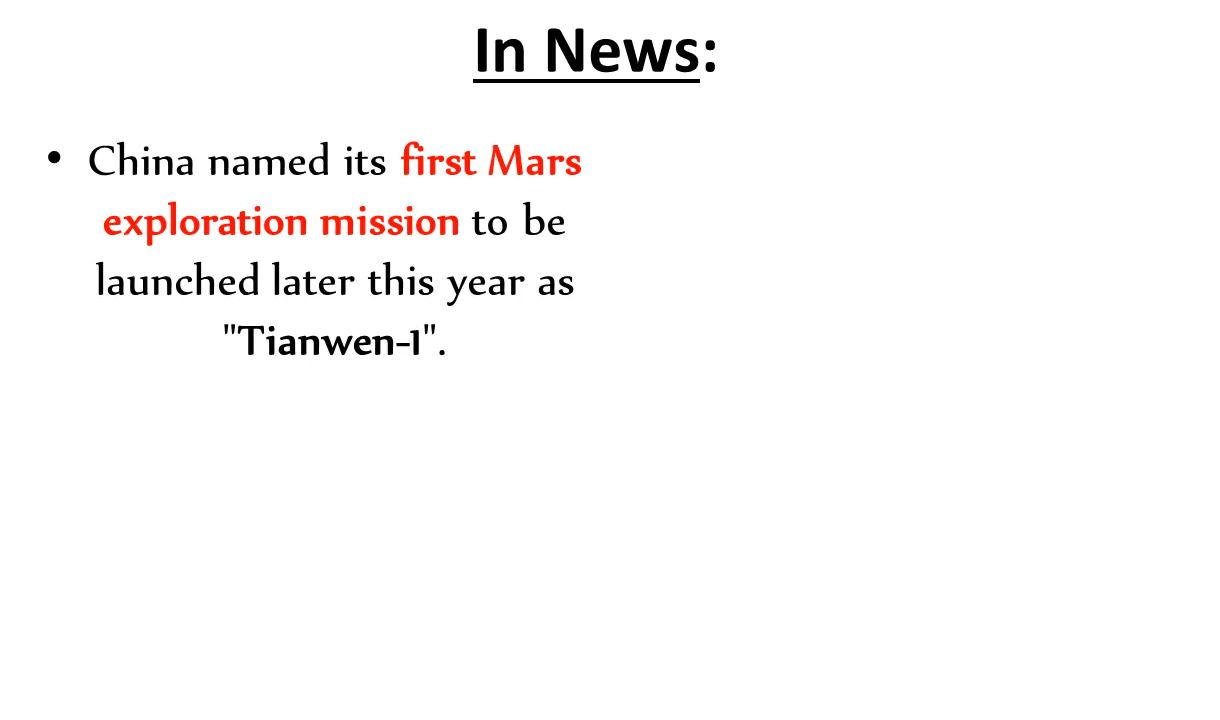 In News:
• China named its first Mars
exploration mission to be
launched later this year as
"Tianwen-1".